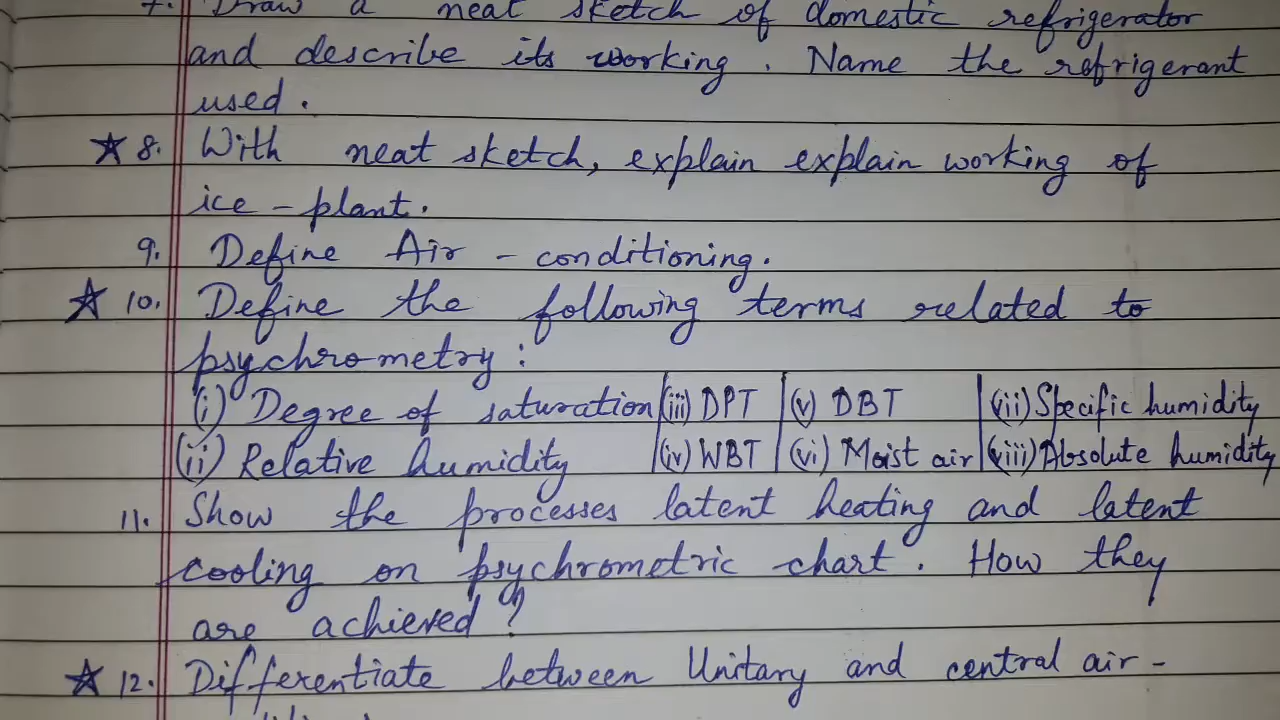 7. Draw a neat sketch of domestic refrigerator
and describe its working. Name the refrigerant
used.
★ 8. With neat sketch, explain explain working of
ice-plant.
9. Define Air-conditioning.
★ 10. Define the following terms related to
psychrometry:
(i) Degree of saturation (iii) DPT (v) DBT (ii) Specific humidity
(ii) Relative humidity (iv) WBT (vi) Moist air (viii) Absolute humidity
11. Show the processes latent heating and latent
cooling on psychrometric chart. How they
are achieved?
★ 12. Differentiate between Unitary and central air-